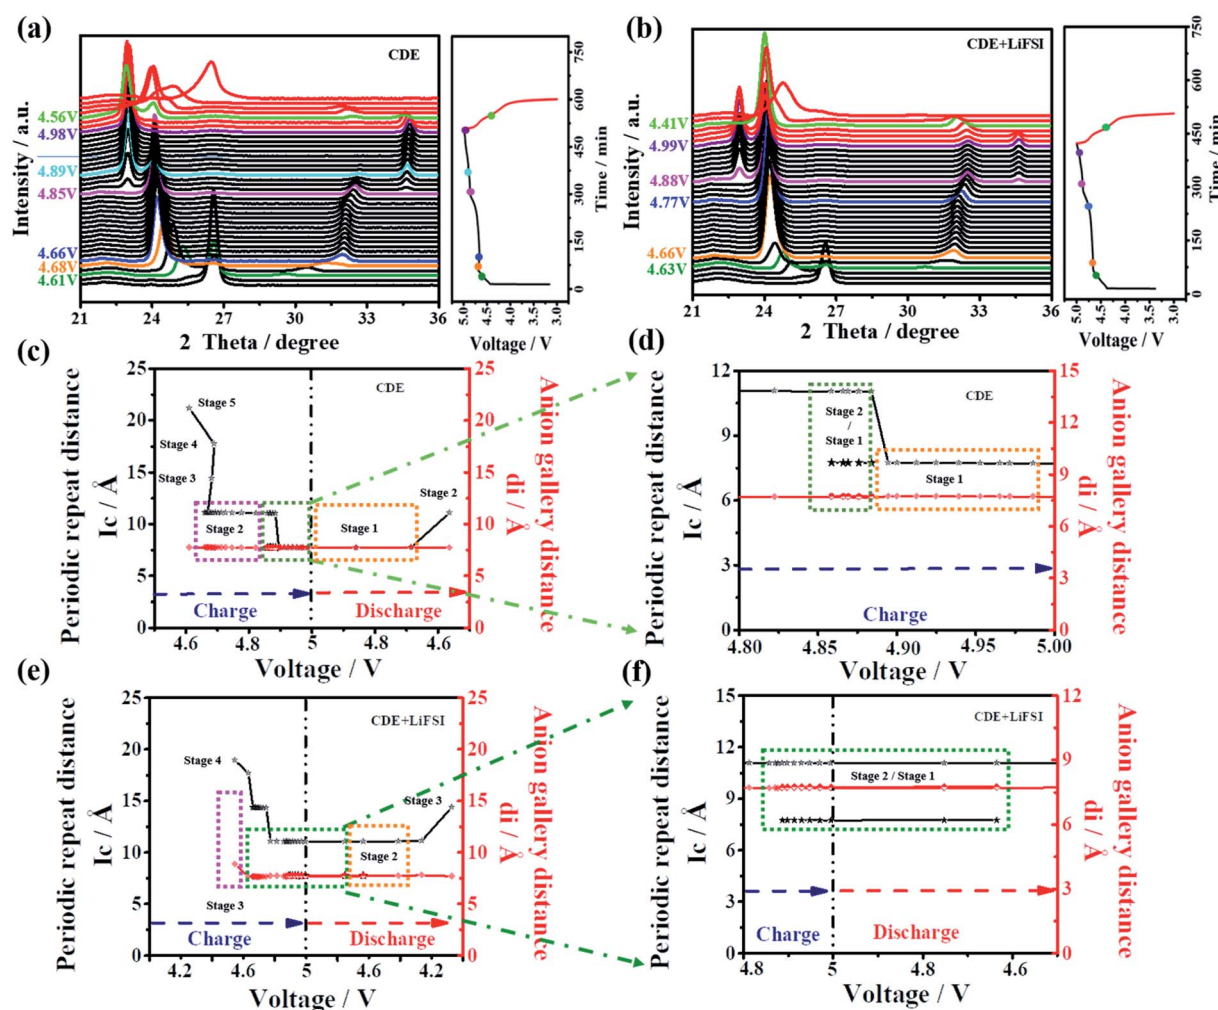 (a)
CDE
Intensity / a.u.
4.56V
4.98V
4.89V
4.85V
4.66V
4.68V
4.61V
21 24 27 30 33 36
2 Theta / degree
750
600
450
300
150
0
Time / min
5.0 4.5 4.0 3.5 3.0
Voltage / V
(b)
CDE+LiFSI
Intensity / a.u.
4.41V
4.99V
4.88V
4.77V
4.66V
4.63V
21 24 27 30 33 36
2 Theta / degree
750
600
450
300
150
0
Time / min
5.0 4.5 4.0 3.5 3.0
Voltage / V
(c)
CDE
Periodic repeat distance
Ic / Å
25
20
15
10
5
0
Stage 5
Stage 4
Stage 3
Stage 2
Stage 1
Stage 2
Charge
Discharge
4.6 4.8 5 4.8 4.6
Voltage / V
25
20
15
10
5
0
Anion gallery distance
di / Å
(d)
CDE
Periodic repeat distance
Ic / Å
12
9
6
3
0
Stage 2
/
Stage 1
Stage 1
Charge
4.80 4.85 4.90 4.95 5.00
Voltage / V
15
12
9
6
3
0
Anion gallery distance
di / Å
(e)
CDE+LiFSI
Periodic repeat distance
Ic / Å
25
20
15
10
5
0
Stage 4
Stage 3
Stage 2
Stage 3
Charge
Discharge
4.2 4.6 5 4.6 4.2
Voltage / V
25
20
15
10
5
0
Anion gallery distance
di / Å
(f)
CDE+LiFSI
Periodic repeat distance
Ic / Å
15
12
9
6
3
0
Stage 2 / Stage 1
Charge
Discharge
4.8 5 4.8 4.6
Voltage / V
12
9
6
3
0
Anion gallery distance
di / Å